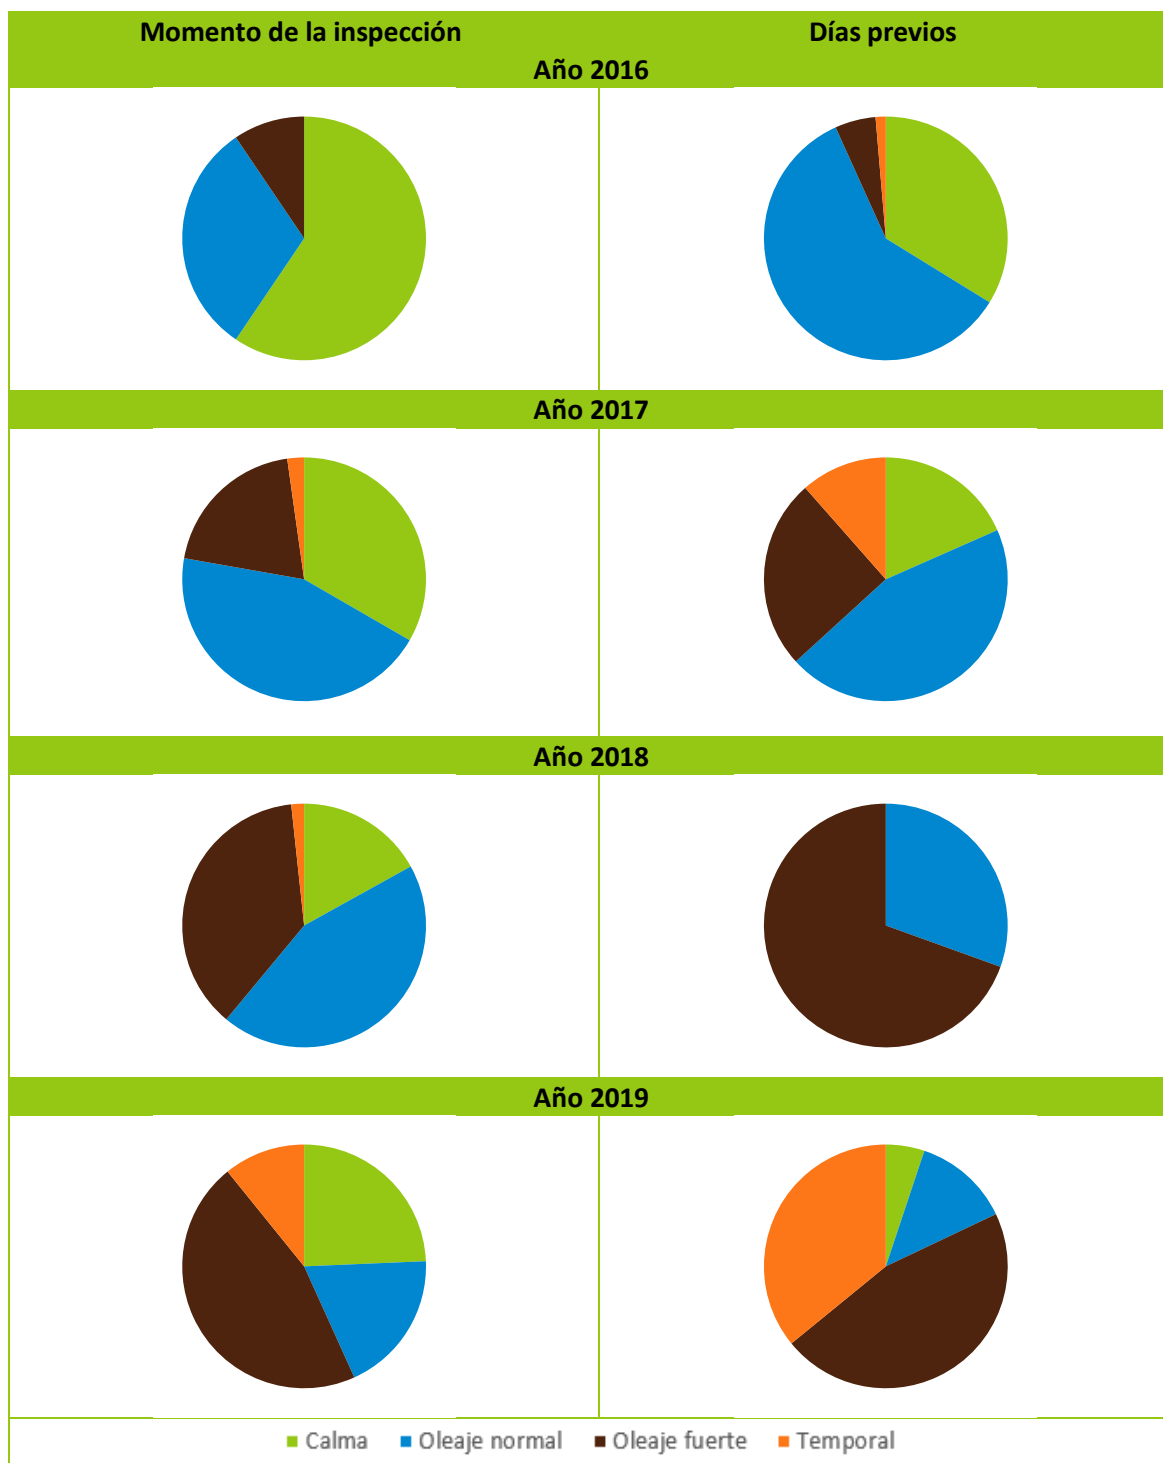 Momento de la inspección Días previos
Año 2016
Año 2017
Año 2018
Año 2019
Calma Oleaje normal Oleaje fuerte Temporal